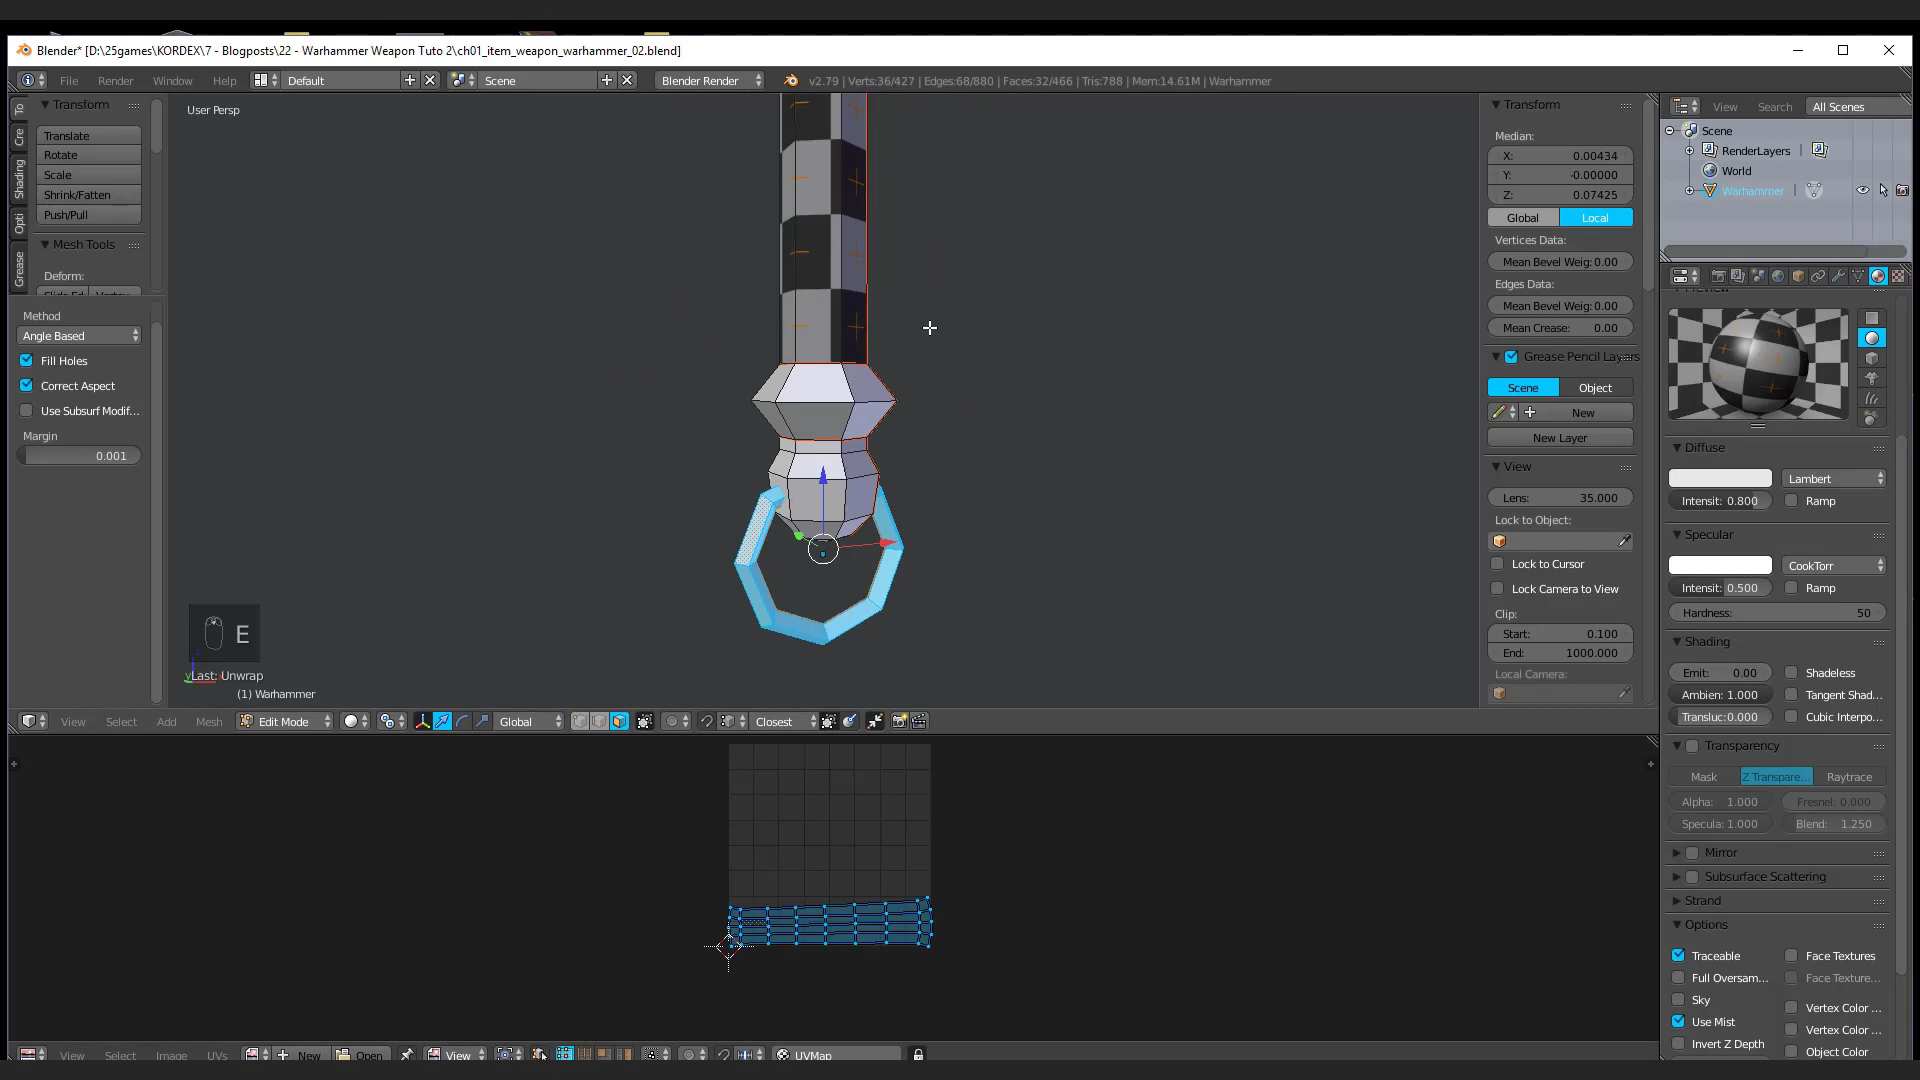 Blender* [D:\25games\KORDEX\7 - Blogposts\22 - Warhammer Weapon Tuto 2\ch01_item_weapon_warhammer_02.blend]
File Render Window Help Default Scene Blender Render v2.79 | Verts:36/427 | Edges:68/880 | Faces:32/466 | Tris:788 | Mem:14.61M | Warhammer
To
Cre
Shading
Opti
Grease
Transform
Translate
Rotate
Scale
Shrink/Fatten
Push/Pull
Mesh Tools
Deform:
Method
Angle Based
Fill Holes
Correct Aspect
Use Subsurf Modif...
Margin
0.001
User Persp
E
Last: Unwrap
(1) Warhammer
Transform
Median:
X: 0.00434
Y: -0.00000
Z: 0.07425
Global Local
Vertices Data:
Mean Bevel Weig: 0.00
Edges Data:
Mean Bevel Weig: 0.00
Mean Crease: 0.00
Grease Pencil Lay
Scene Object
New
New Layer
View
Lens: 35.000
Lock to Object:
Lock to Cursor
Lock Camera to View
Clip:
Start: 0.100
End: 1000.000
Local Camera:
View Search All Scenes
Scene
RenderLayers
World
Warhammer
Diffuse
Lambert
Intensit: 0.800 Ramp
Specular
CookTorr
Intensit: 0.500 Ramp
Hardness: 50
Shading
Emit: 0.00 Shadeless
Ambien: 1.000 Tangent Shad...
Transluc: 0.000 Cubic Interpo...
Transparency
Mask Z Transpare... Raytrace
Alpha: 1.000 Fresnel: 0.000
Specula: 1.000 Blend: 1.250
Mirror
Subsurface Scattering
Strand
Options
Traceable Face Textures
Full Oversam... Face Texture...
Sky Vertex Color ...
Use Mist Vertex Color ...
Invert Z Depth Object Color
View Select Add Mesh Edit Mode Global Closest
View Select Image UVs New Open View UVMap